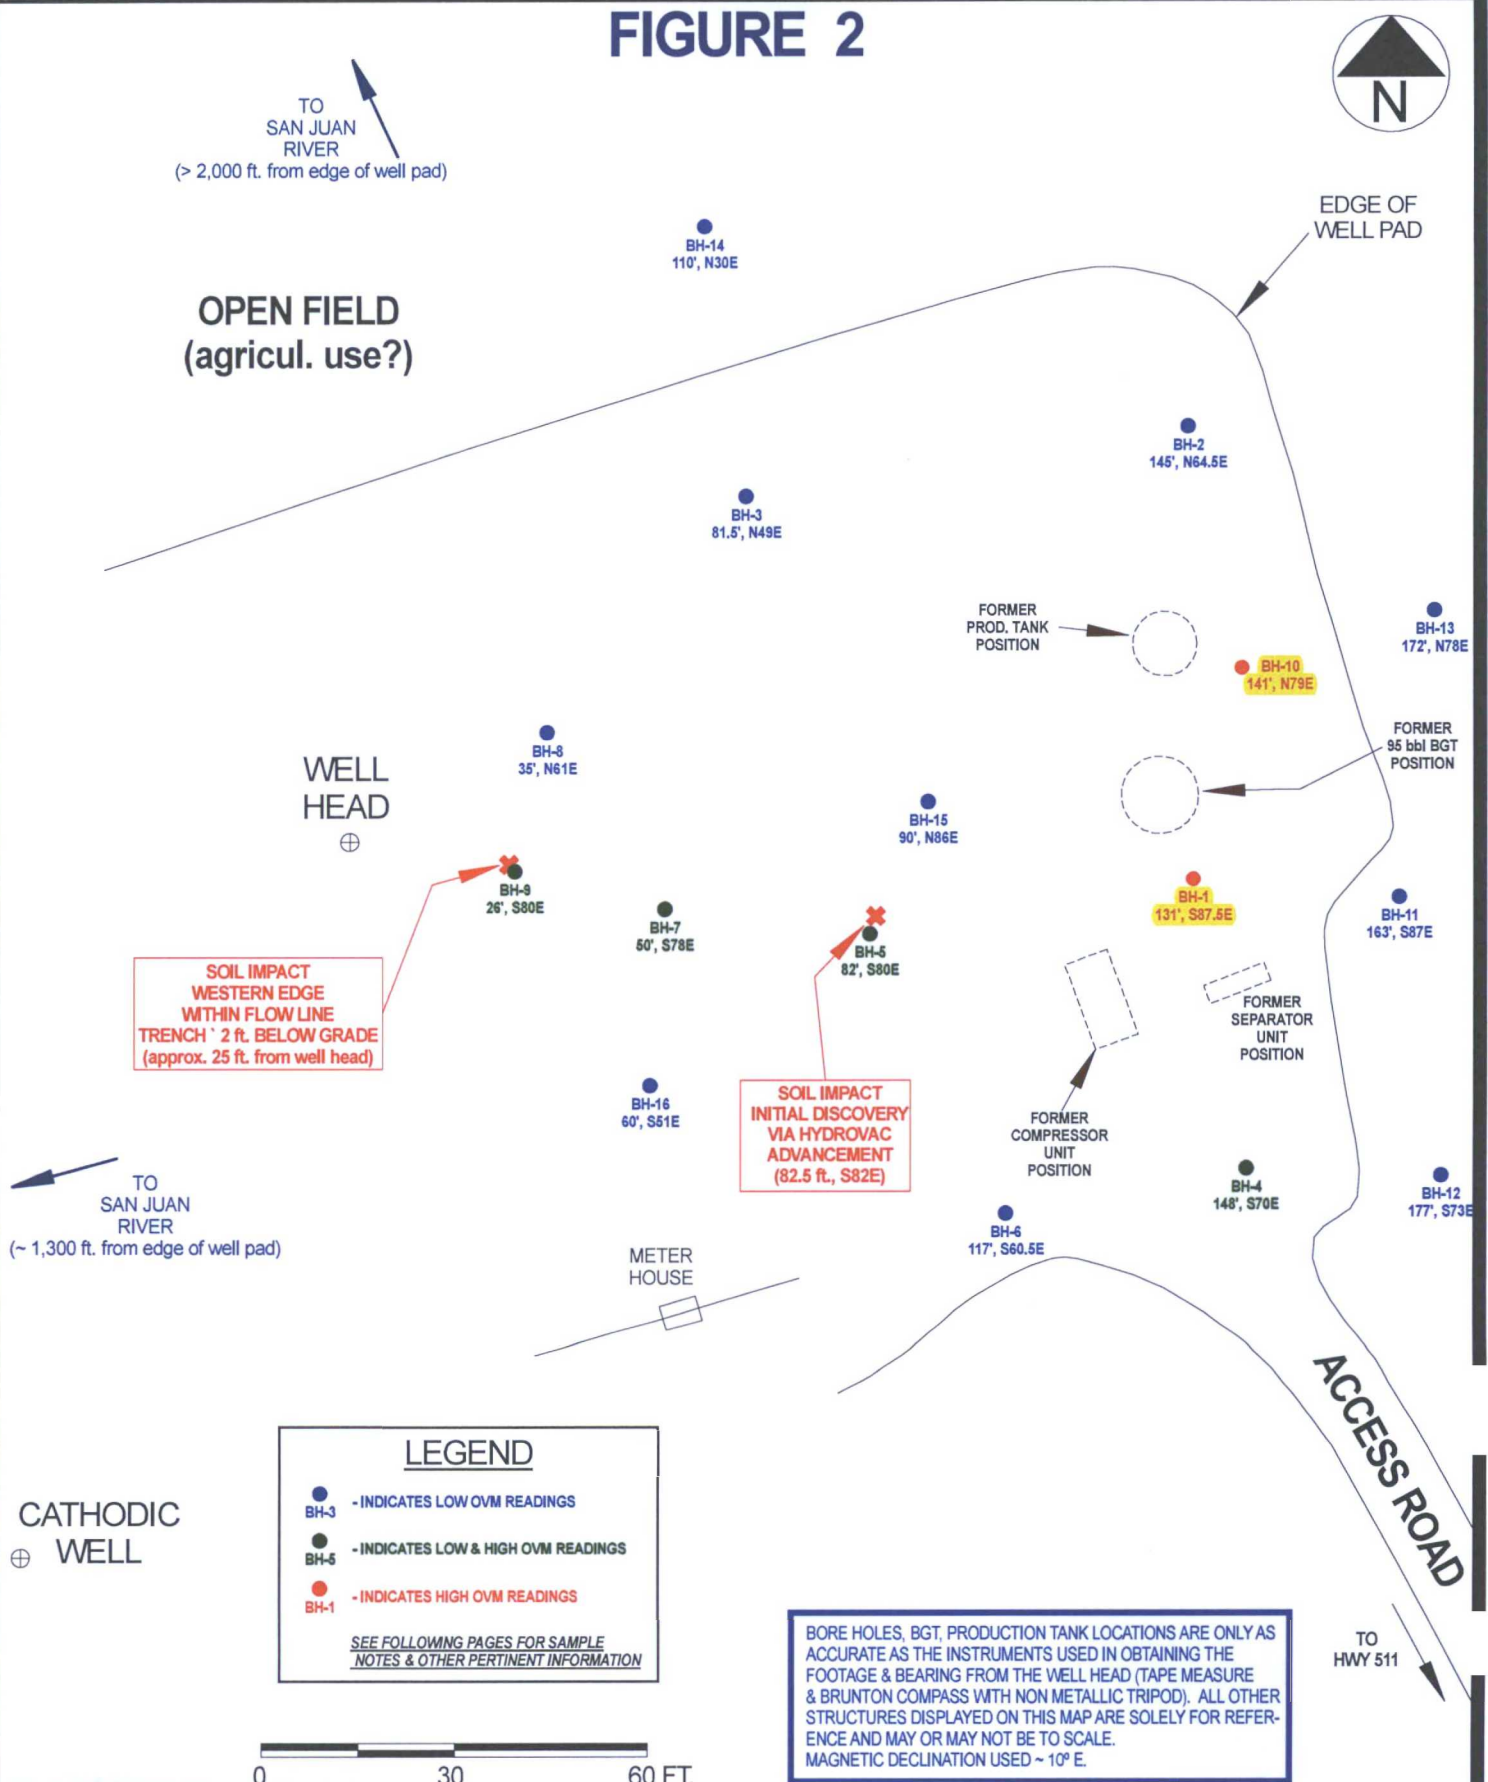 FIGURE 2
N
TO
SAN JUAN
RIVER
(> 2,000 ft. from edge of well pad)
EDGE OF
WELL PAD
BH-14
110', N30E
OPEN FIELD
(agricul. use?)
BH-2
145', N64.5E
BH-3
81.5', N49E
FORMER
PROD. TANK
POSITION
BH-13
172', N78E
BH-10
141', N79E
FORMER
95 bbl BGT
POSITION
BH-8
35', N61E
WELL
HEAD
BH-15
90', N86E
BH-9
26', S80E
BH-7
50', S78E
BH-5
82', S80E
BH-1
131', S87.5E
BH-11
163', S87E
SOIL IMPACT
WESTERN EDGE
WITHIN FLOW LINE
TRENCH ` 2 ft. BELOW GRADE
(approx. 25 ft. from well head)
FORMER
SEPARATOR
UNIT
POSITION
BH-16
60', S51E
SOIL IMPACT
INITIAL DISCOVERY
VIA HYDROVAC
ADVANCEMENT
(82.5 ft., S82E)
FORMER
COMPRESSOR
UNIT
POSITION
BH-4
148', S70E
BH-12
177', S73E
TO
SAN JUAN
RIVER
(~ 1,300 ft. from edge of well pad)
BH-6
117', S60.5E
METER
HOUSE
ACCESS ROAD
LEGEND
BH-3 - INDICATES LOW OVM READINGS
BH-5 - INDICATES LOW & HIGH OVM READINGS
BH-1 - INDICATES HIGH OVM READINGS
SEE FOLLOWING PAGES FOR SAMPLE
NOTES & OTHER PERTINENT INFORMATION
CATHODIC
WELL
TO
HWY 511
BORE HOLES, BGT, PRODUCTION TANK LOCATIONS ARE ONLY AS
ACCURATE AS THE INSTRUMENTS USED IN OBTAINING THE
FOOTAGE & BEARING FROM THE WELL HEAD (TAPE MEASURE
& BRUNTON COMPASS WITH NON METALLIC TRIPOD). ALL OTHER
STRUCTURES DISPLAYED ON THIS MAP ARE SOLELY FOR REFER-
ENCE AND MAY OR MAY NOT BE TO SCALE.
MAGNETIC DECLINATION USED ~ 10° E.
0 30 60 FT.